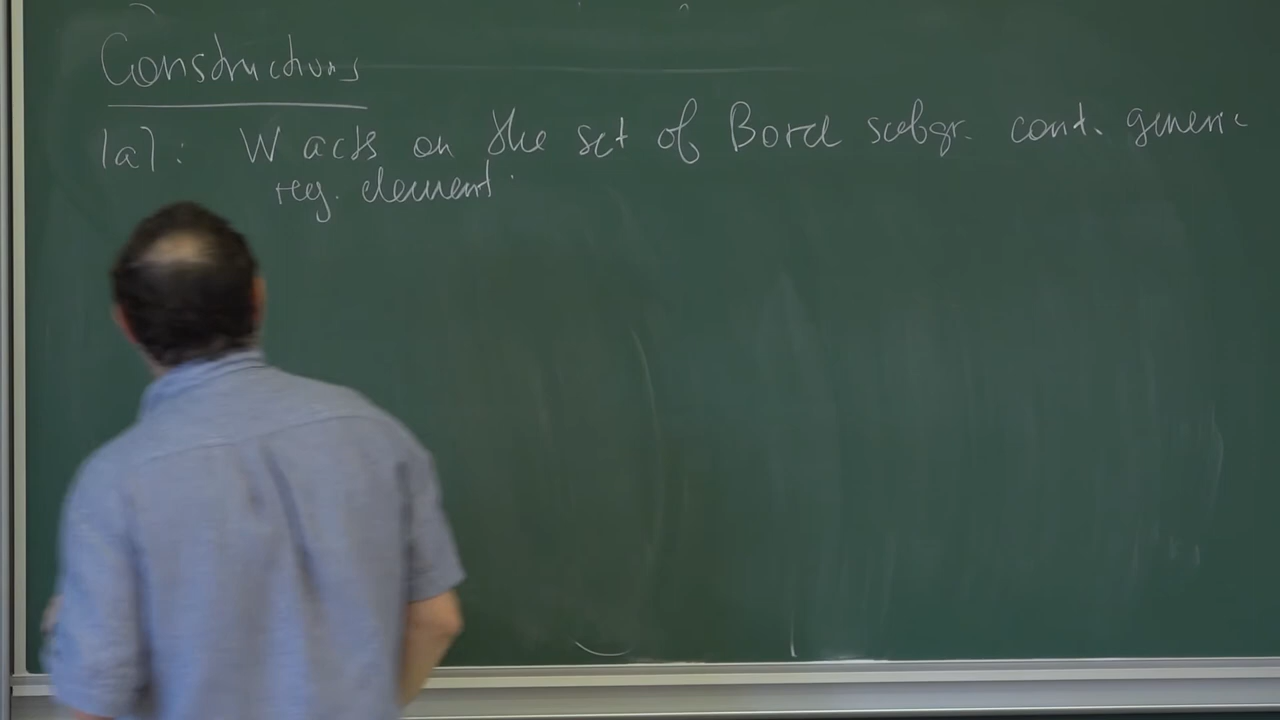 Constructions
(a): W acts on the set of Borel subgr. cont. generic
reg. element.